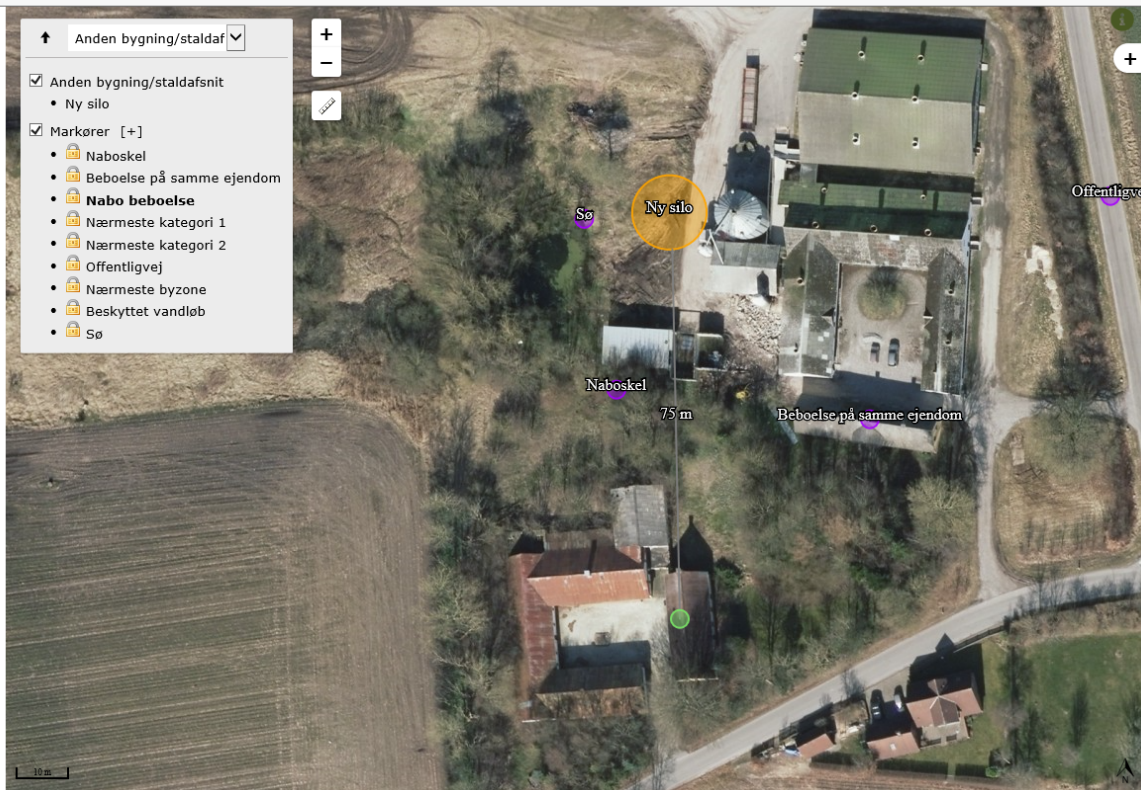 Anden bygning/staldaf
Anden bygning/staldafsnit
Ny silo
Markører [+]
Naboskel
Beboelse på samme ejendom
Nabo beboelse
Nærmeste kategori 1
Nærmeste kategori 2
Offentligvej
Nærmeste byzone
Beskyttet vandløb
Sø
+
−
i
+
Offentligve
Ny silo
Sø
Naboskel
75 m
Beboelse på samme ejendom
10 m
N